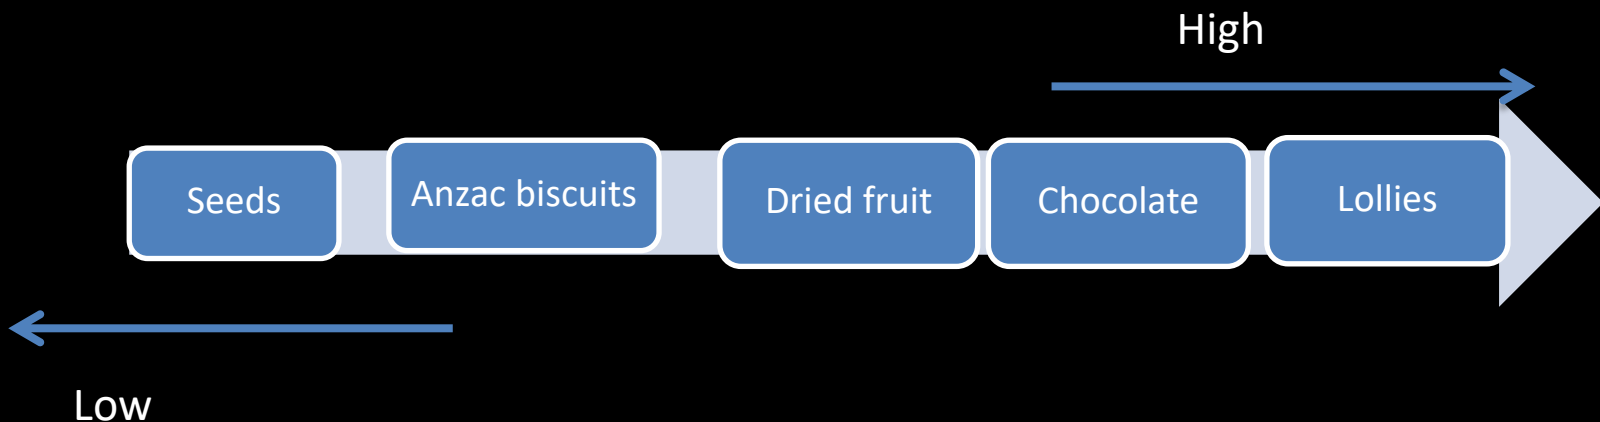 High
Seeds
Anzac biscuits
Dried fruit
Chocolate
Lollies
Low